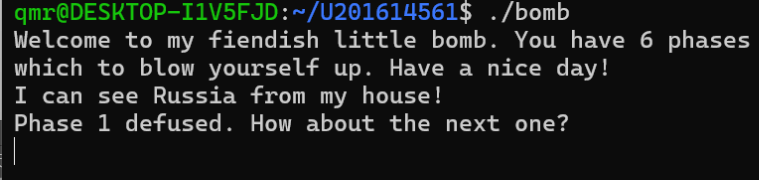 qmr@DESKTOP-I1V5FJD:~/U201614561$ ./bomb
Welcome to my fiendish little bomb. You have 6 phases
which to blow yourself up. Have a nice day!
I can see Russia from my house!
Phase 1 defused. How about the next one?